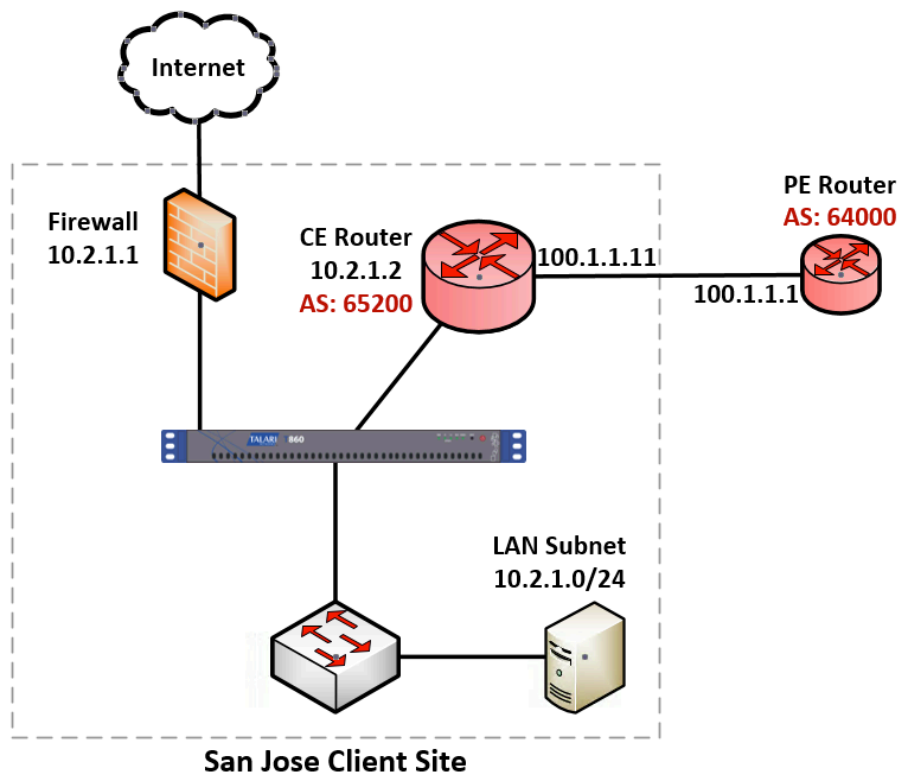 Internet
Firewall
10.2.1.1
CE Router
10.2.1.2
AS: 65200
100.1.1.11
PE Router
AS: 64000
100.1.1.1
TALARI 860
LAN Subnet
10.2.1.0/24
San Jose Client Site